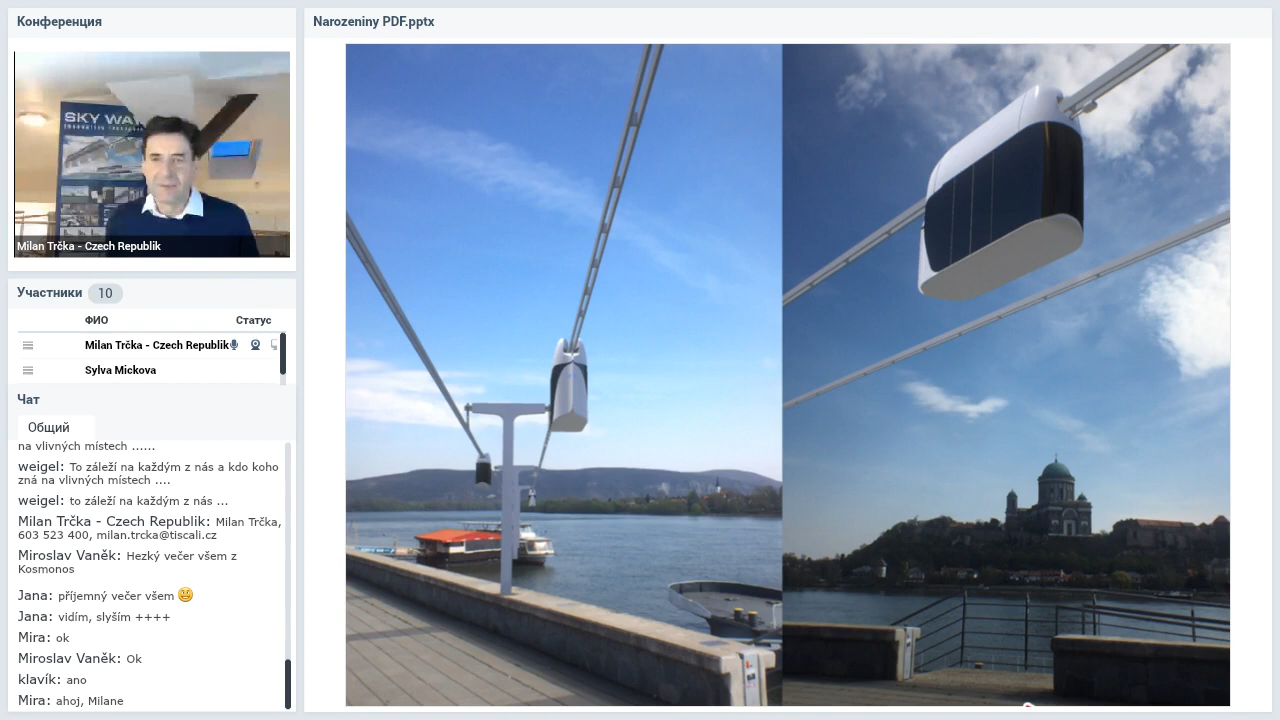 Конференция
SKY WA
Milan Trčka - Czech Republik
Участники 10
ФИО Статус
Milan Trčka - Czech Republik
Sylva Mickova
Чат
Общий
na vlivných místech ......
weigel: To záleží na každým z nás a kdo koho
zná na vlivných místech ....
weigel: to záleží na každým z nás ...
Milan Trčka - Czech Republik: Milan Trčka,
603 523 400, milan.trcka@tiscali.cz
Miroslav Vaněk: Hezký večer všem z
Kosmonos
Jana: příjemný večer všem
Jana: vidím, slyším ++++
Mira: ok
Miroslav Vaněk: Ok
klavík: ano
Mira: ahoj, Milane
Narozeniny PDF.pptx